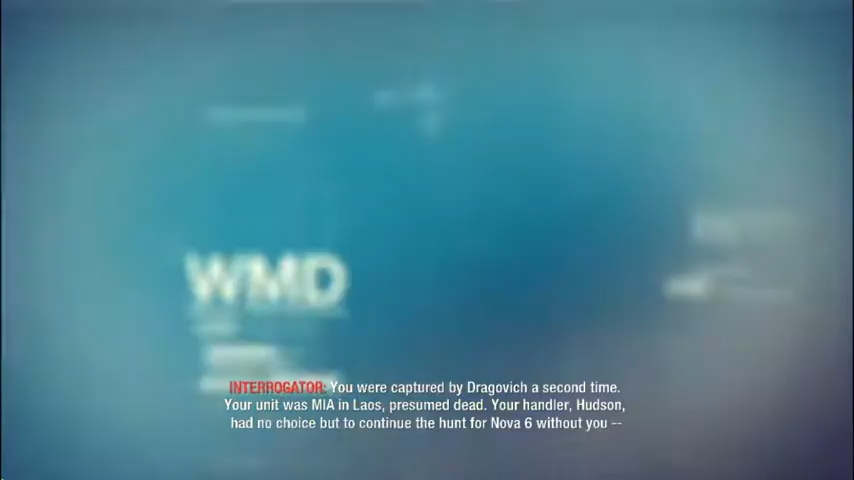 WMD
INTERROGATOR: You were captured by Dragovich a second time.
Your unit was MIA in Laos, presumed dead. Your handler, Hudson,
had no choice but to continue the hunt for Nova 6 without you --